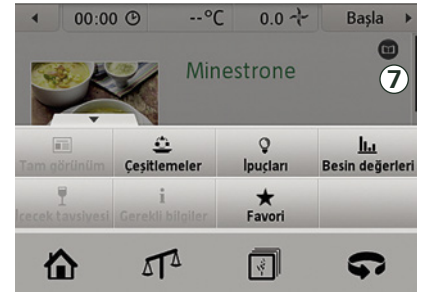 00:00 --°C 0.0 Başla
Minestrone
7
Tam görünüm Çeşitlemeler İpuçları Besin değerleri
İçecek tavsiyesi Gerekli bilgiler Favori